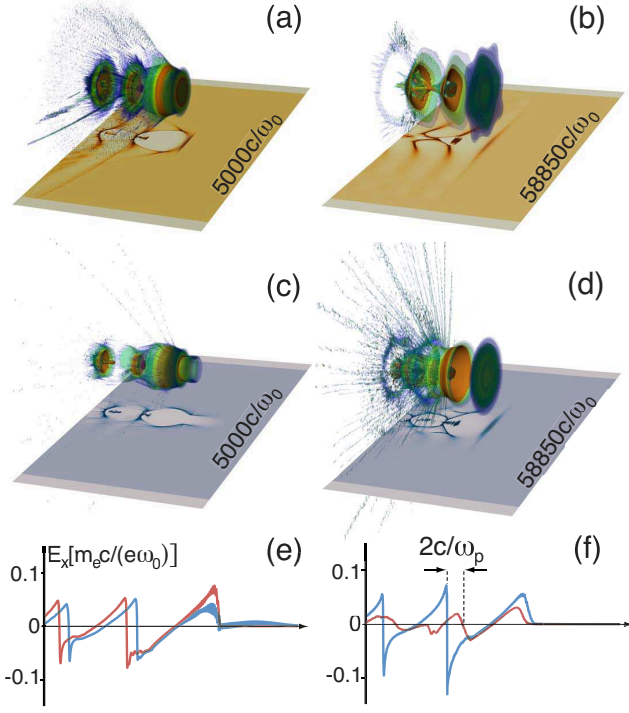 (a)
5000c/ω₀
(b)
58850c/ω₀
(c)
5000c/ω₀
(d)
58850c/ω₀
(e)
Eₓ[mₑc/(eω₀)]
0.1
0
-0.1
(f)
2c/ωₚ
0.1
0
-0.1